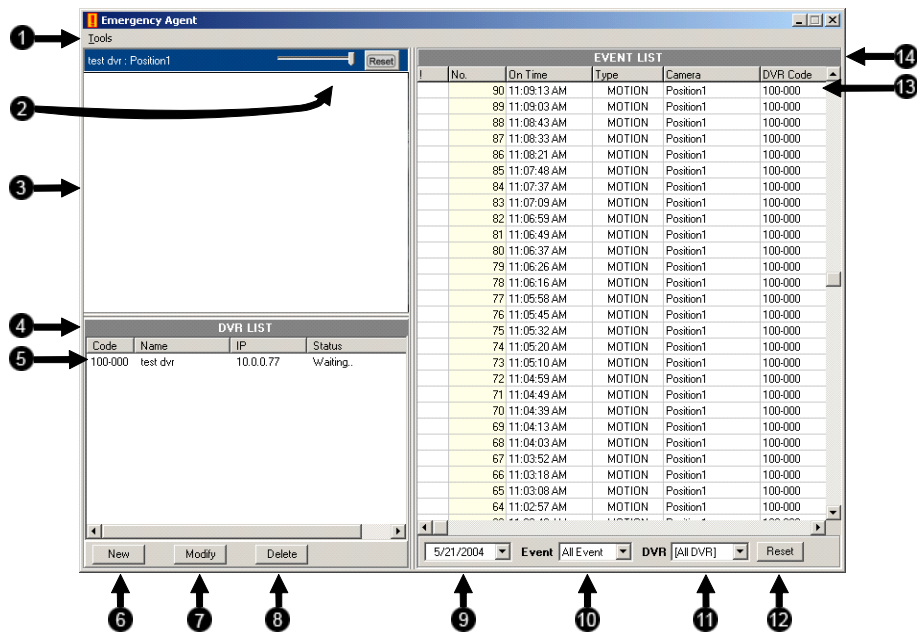 Emergency Agent
Tools
test dvr : Position1
Reset
DVR LIST
Code Name IP Status
100-000 test dvr 10.0.0.77 Waiting..
New Modify Delete
EVENT LIST
! No. On Time Type Camera DVR Code
90 11:09:13 AM MOTION Position1 100-000
89 11:09:03 AM MOTION Position1 100-000
88 11:08:43 AM MOTION Position1 100-000
87 11:08:33 AM MOTION Position1 100-000
86 11:08:21 AM MOTION Position1 100-000
85 11:07:48 AM MOTION Position1 100-000
84 11:07:37 AM MOTION Position1 100-000
83 11:07:09 AM MOTION Position1 100-000
82 11:06:59 AM MOTION Position1 100-000
81 11:06:49 AM MOTION Position1 100-000
80 11:06:37 AM MOTION Position1 100-000
79 11:06:26 AM MOTION Position1 100-000
78 11:06:16 AM MOTION Position1 100-000
77 11:05:58 AM MOTION Position1 100-000
76 11:05:45 AM MOTION Position1 100-000
75 11:05:32 AM MOTION Position1 100-000
74 11:05:20 AM MOTION Position1 100-000
73 11:05:10 AM MOTION Position1 100-000
72 11:04:59 AM MOTION Position1 100-000
71 11:04:49 AM MOTION Position1 100-000
70 11:04:39 AM MOTION Position1 100-000
69 11:04:13 AM MOTION Position1 100-000
68 11:04:03 AM MOTION Position1 100-000
67 11:03:52 AM MOTION Position1 100-000
66 11:03:18 AM MOTION Position1 100-000
65 11:03:08 AM MOTION Position1 100-000
64 11:02:57 AM MOTION Position1 100-000
5/21/2004 Event All Event DVR [All DVR] Reset
1
2
3
4
5
6 7 8 9 10 11 12
13
14